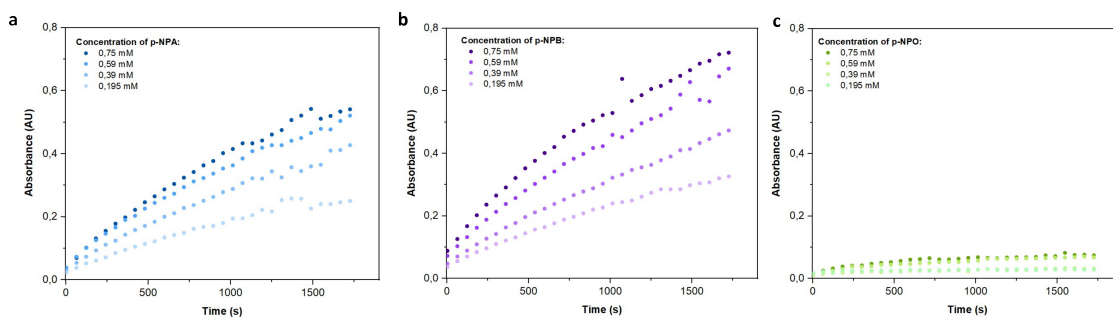 a
Concentration of p-NPA:
0,75 mM
0,59 mM
0,39 mM
0,195 mM
Absorbance (AU)
0,8
0,6
0,4
0,2
0,0
0
500
1000
1500
Time (s)
b
Concentration of p-NPB:
0,75 mM
0,59 mM
0,39 mM
0,195 mM
Absorbance (AU)
0,8
0,6
0,4
0,2
0,0
0
500
1000
1500
Time (s)
c
Concentration of p-NPO:
0,75 mM
0,59 mM
0,39 mM
0,195 mM
Absorbance (AU)
0,8
0,6
0,4
0,2
0,0
0
500
1000
1500
Time (s)